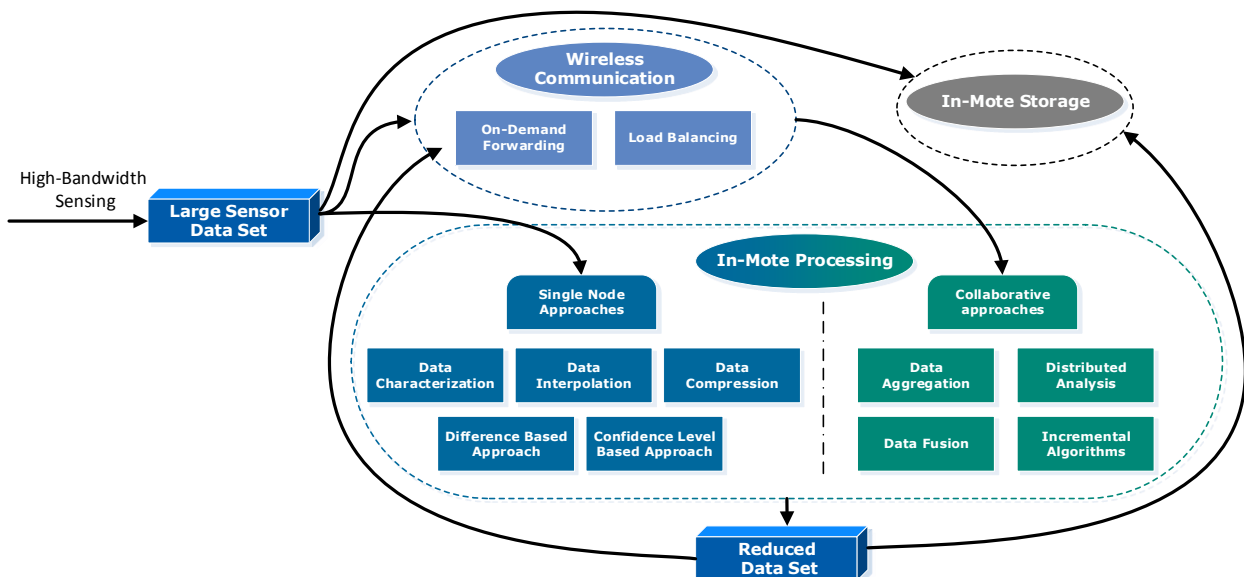 Wireless
Communication
On-Demand
Forwarding
Load Balancing
In-Mote Storage
High-Bandwidth
Sensing
Large Sensor
Data Set
In-Mote Processing
Single Node
Approaches
Collaborative
approaches
Data
Characterization
Data
Interpolation
Data
Compression
Data
Aggregation
Distributed
Analysis
Difference Based
Approach
Confidence Level
Based Approach
Data Fusion
Incremental
Algorithms
Reduced
Data Set